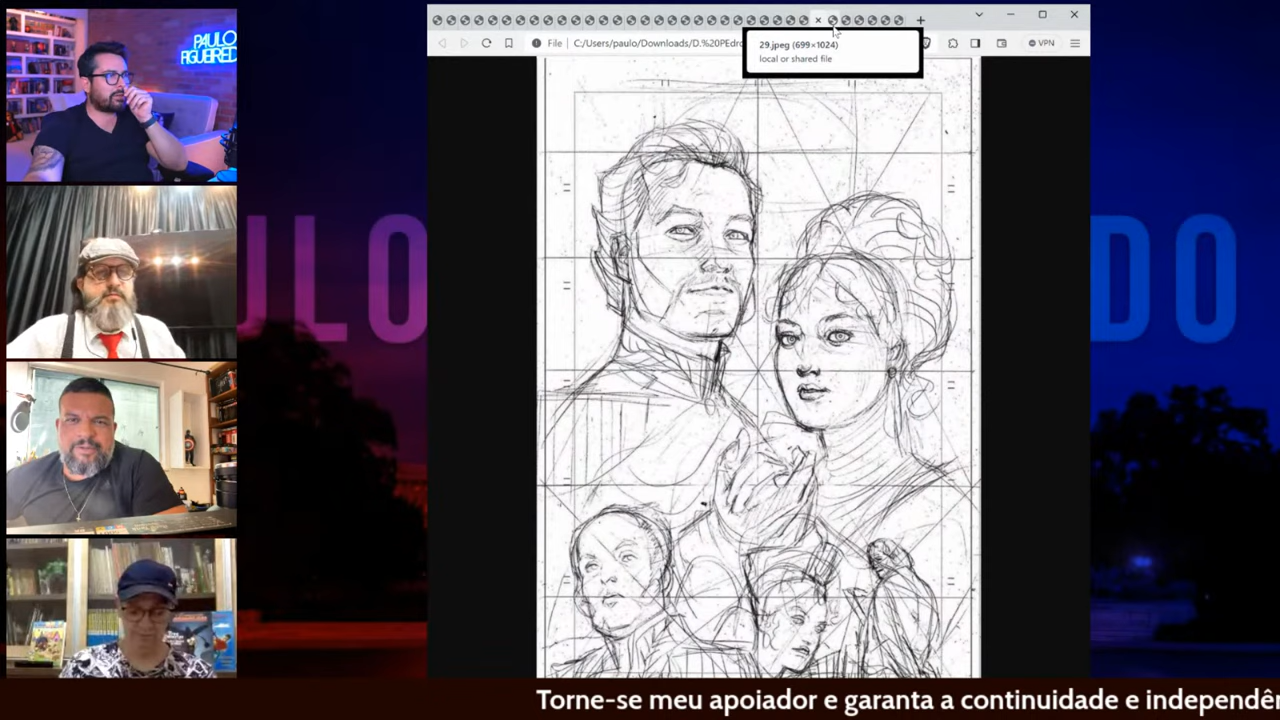 PAULO
FIGUEIREDO
File
C:/Users/paulo/Downloads/D.%20PEdro
VPN
29.jpeg (699×1024)
local or shared file
ULO
DO
Torne-se meu apoiador e garanta a continuidade e independên